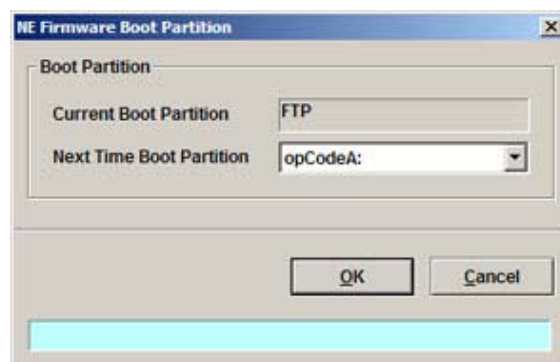 NE Firmware Boot Partition
Boot Partition
Current Boot Partition FTP
Next Time Boot Partition opCodeA:
OK Cancel